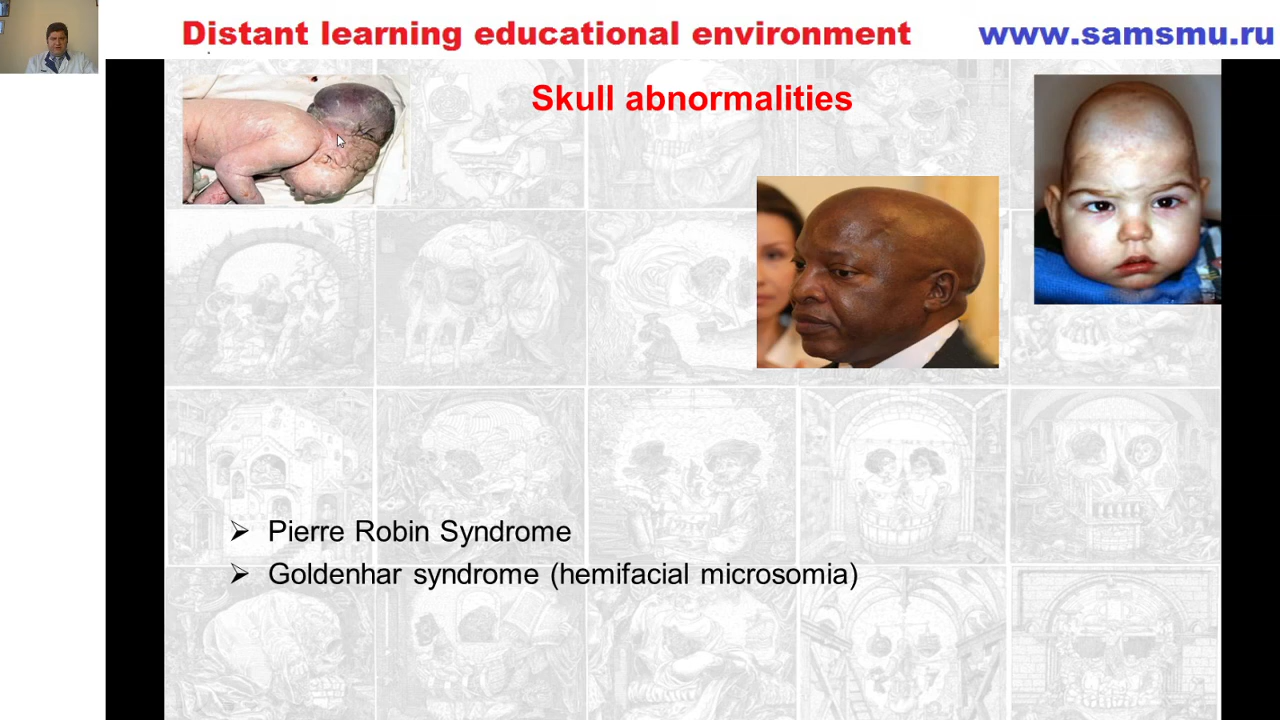 Distant learning educational environment
www.samsmu.ru
Skull abnormalities
Pierre Robin Syndrome
Goldenhar syndrome (hemifacial microsomia)